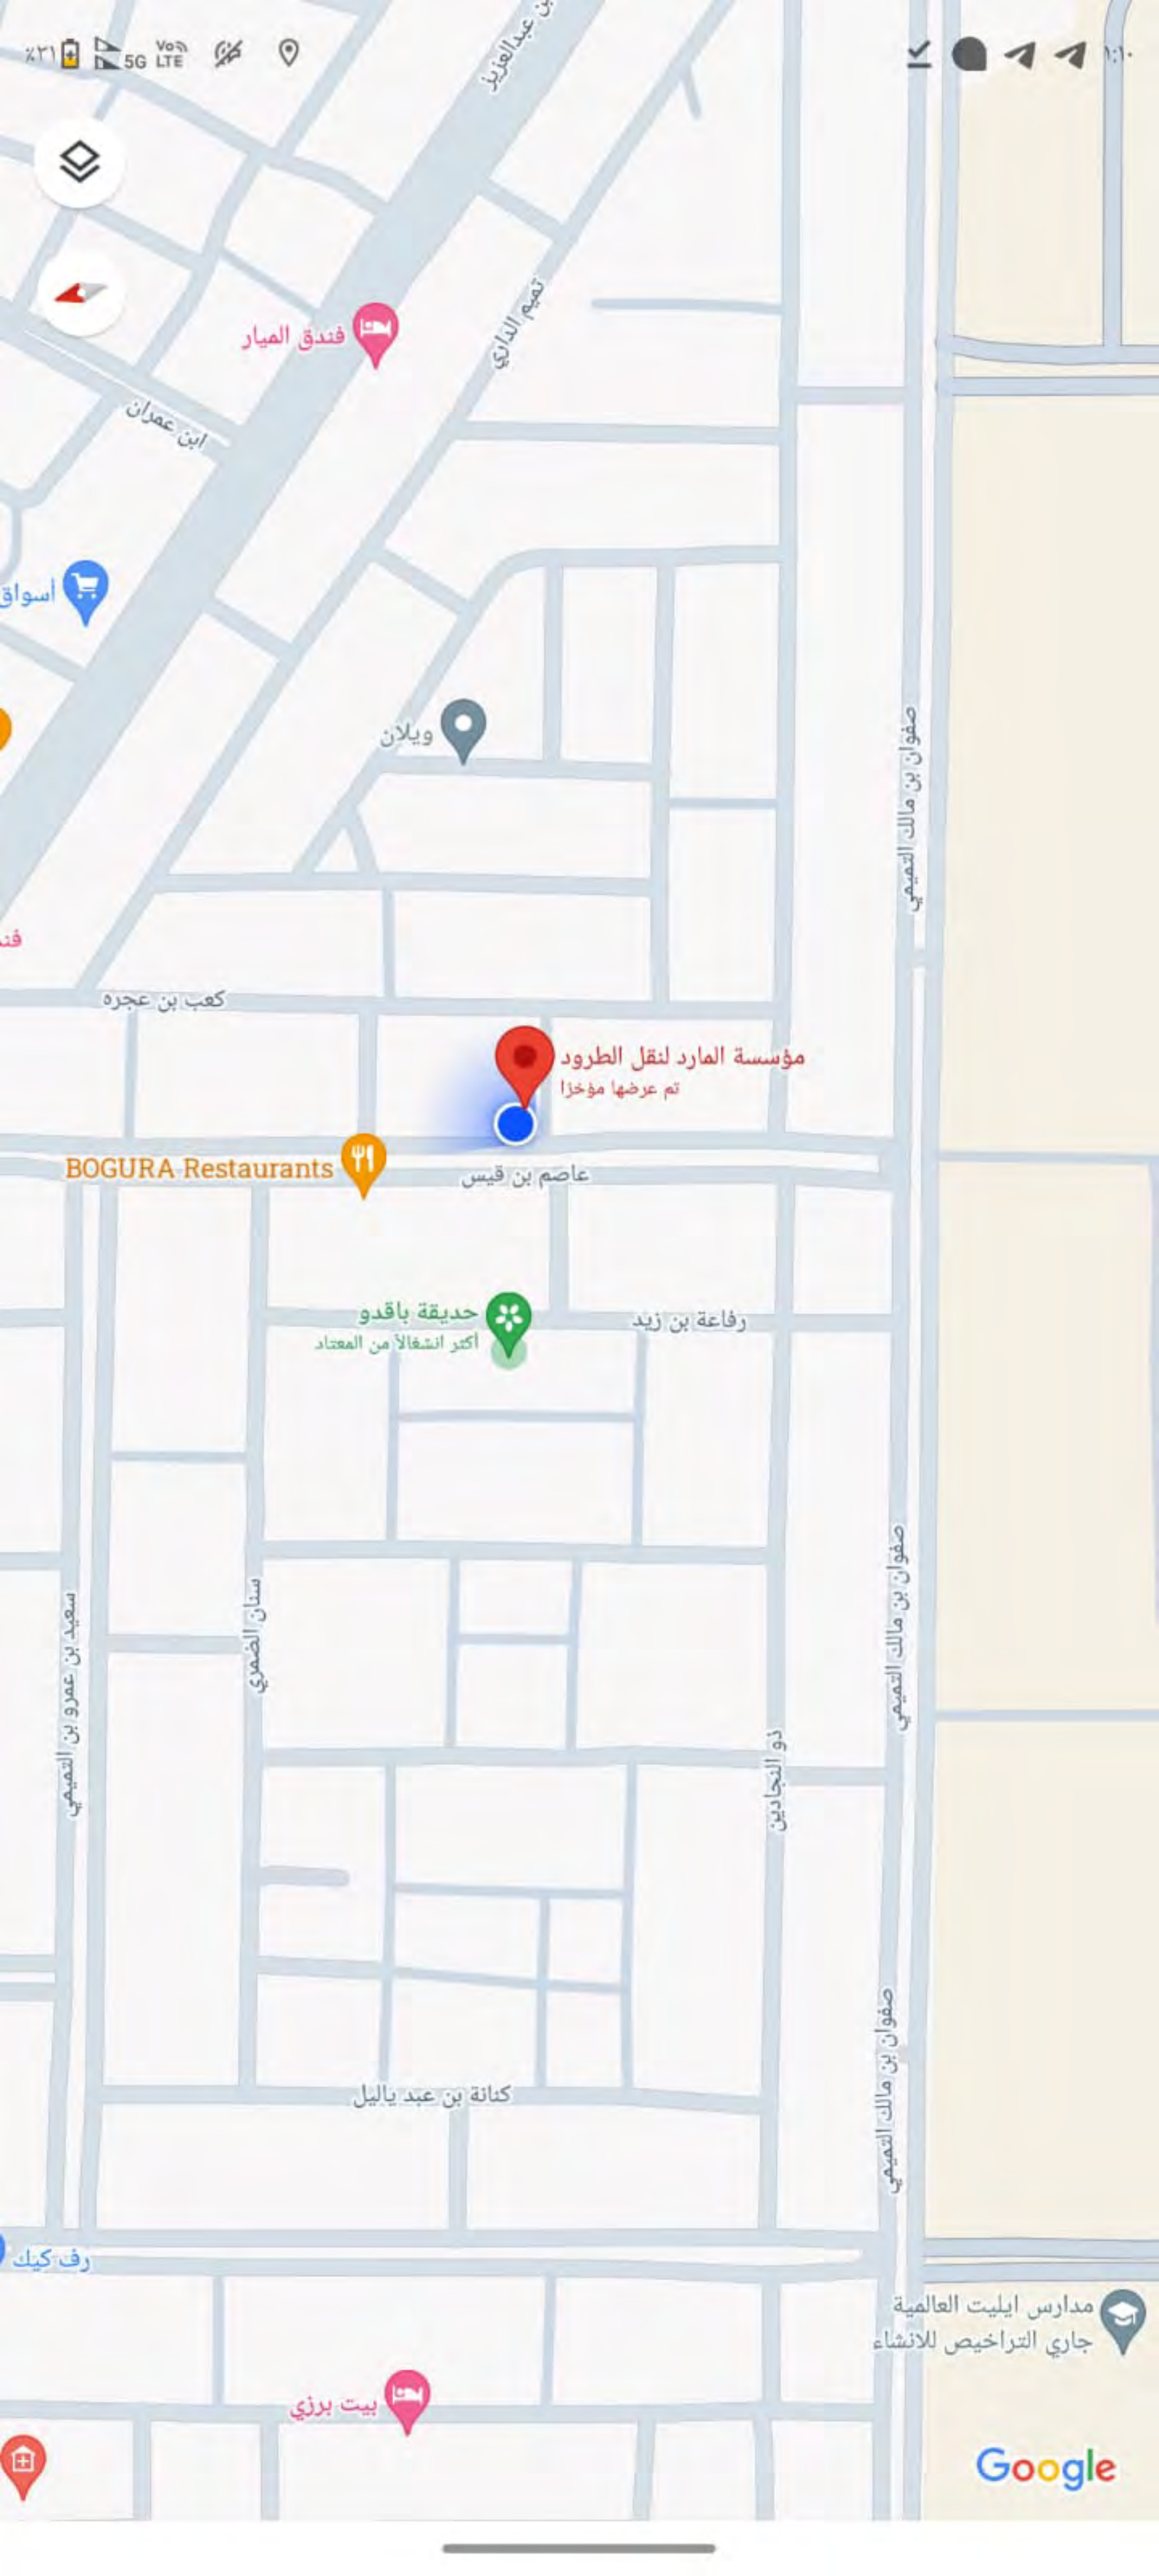 ٪٣١
5G
Vo
LTE
١:١٠
بن عبدالعزيز
تميم الداري
فندق الميار
ابن عمران
أسواق
ويلان
صفوان بن مالك التميمي
فند
كعب بن عجره
مؤسسة المارد لنقل الطرود
تم عرضها مؤخرًا
BOGURA Restaurants
عاصم بن قيس
حديقة باقدو
أكثر انشغالاً من المعتاد
رفاعة بن زيد
صفوان بن مالك التميمي
سنان الضمري
سعيد بن عمرو بن التميمي
ذو النجادين
صفوان بن مالك التميمي
كنانة بن عبد ياليل
رف كيك
مدارس ايليت العالمية
جاري التراخيص للانشاء
بيت برزي
Google